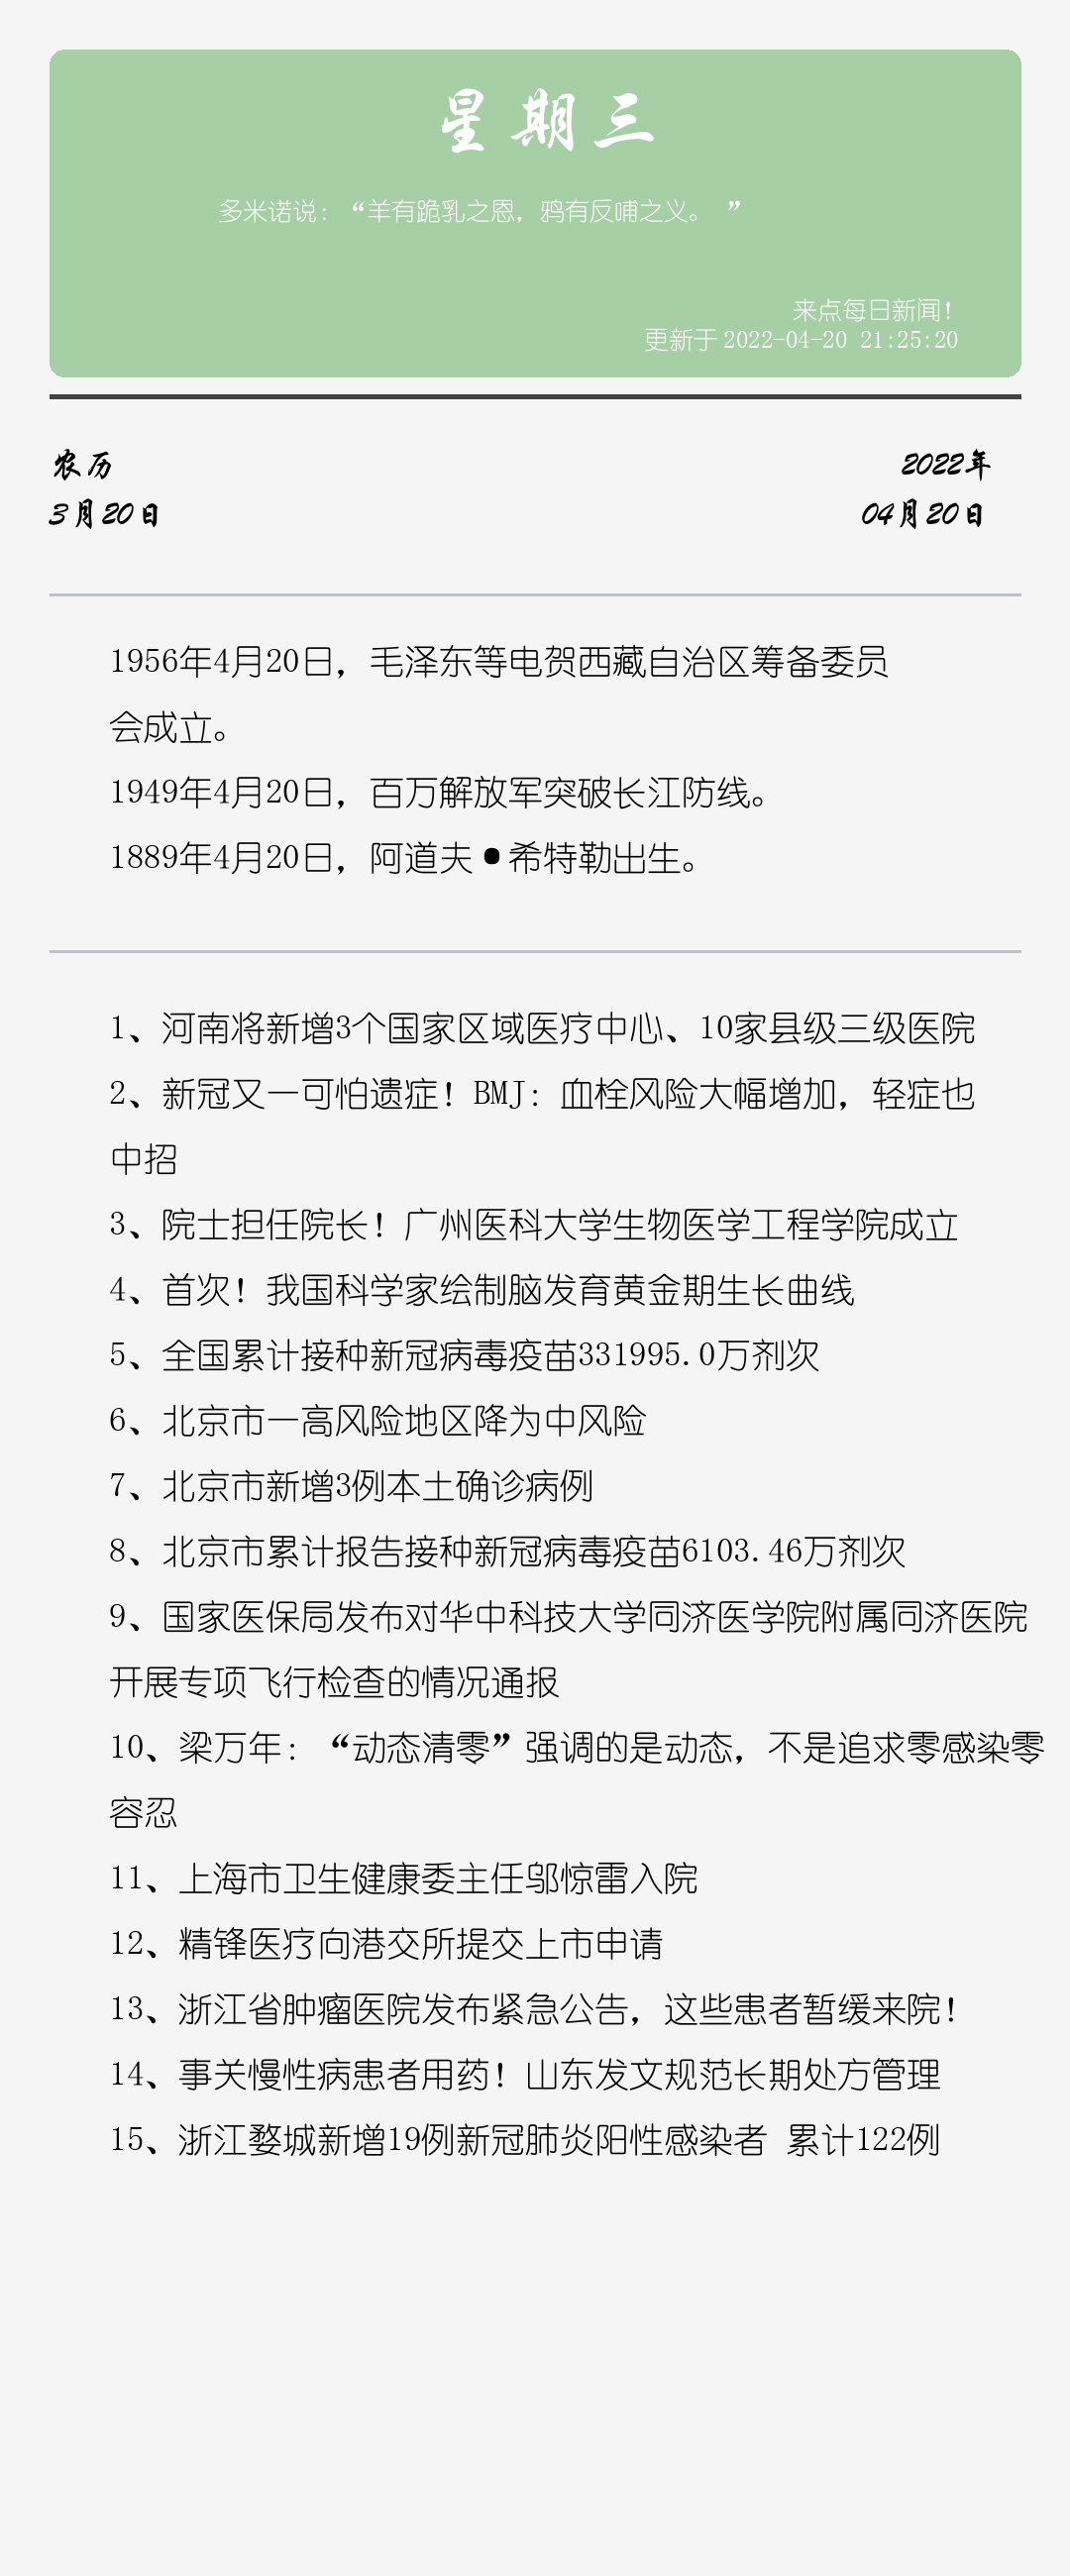 星期三
多米诺说：“羊有跪乳之恩，鸦有反哺之义。 ”
来点每日新闻！
更新于2022-04-20 21:25:20
农历
2022年
3月20日
04月20日
1956年4月20日，毛泽东等电贺西藏自治区筹备委员
会成立。
1949年4月20日，百万解放军突破长江防线。
1889年4月20日，阿道夫•希特勒出生。
1、河南将新增3个国家区域医疗中心、10家县级三级医院
2、新冠又一可怕遗症！BMJ：血栓风险大幅增加，轻症也
中招
3、院士担任院长！广州医科大学生物医学工程学院成立
4、首次！我国科学家绘制脑发育黄金期生长曲线
5、全国累计接种新冠病毒疫苗331995.0万剂次
6、北京市一高风险地区降为中风险
7、北京市新增3例本土确诊病例
8、北京市累计报告接种新冠病毒疫苗6103.46万剂次
9、国家医保局发布对华中科技大学同济医学院附属同济医院
开展专项飞行检查的情况通报
10、梁万年：“动态清零”强调的是动态，不是追求零感染零
容忍
11、上海市卫生健康委主任邬惊雷入院
12、精锋医疗向港交所提交上市申请
13、浙江省肿瘤医院发布紧急公告，这些患者暂缓来院！
14、事关慢性病患者用药！山东发文规范长期处方管理
15、浙江婺城新增19例新冠肺炎阳性感染者 累计122例